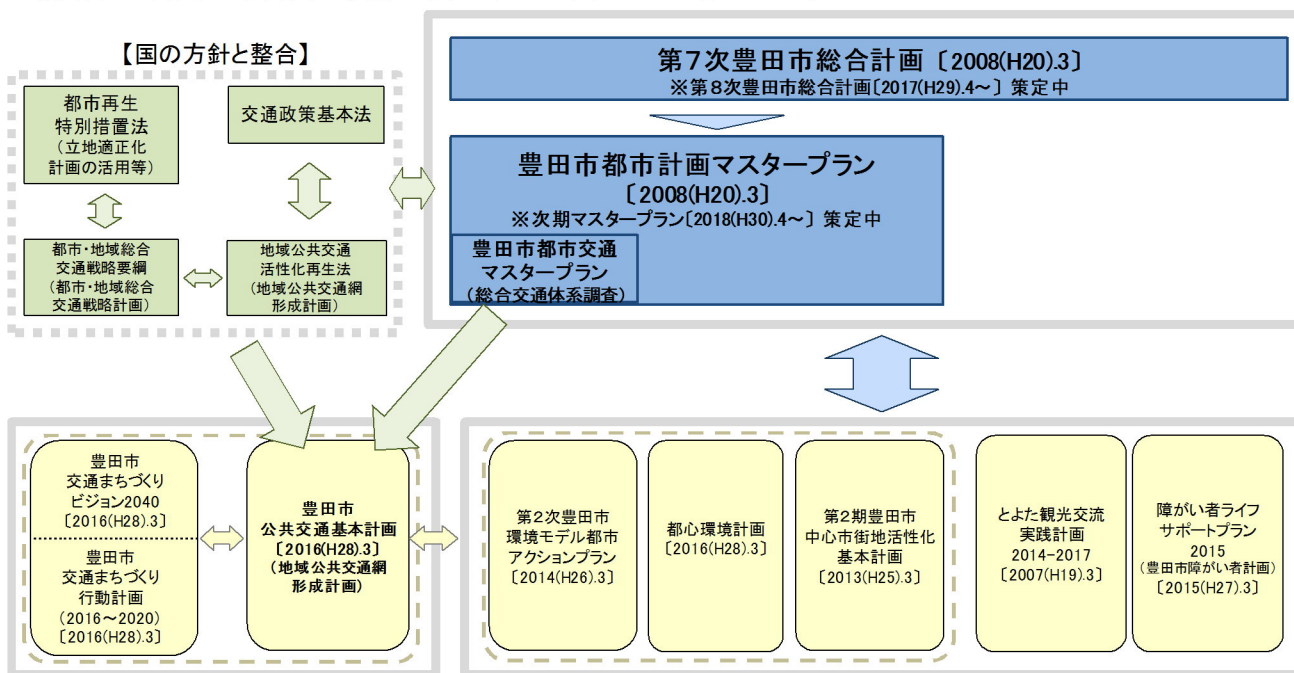 【国の方針と整合】
都市再生
特別措置法
(立地適正化
計画の活用等)
交通政策基本法
都市・地域総合
交通戦略要綱
(都市・地域総合
交通戦略計画)
地域公共交通
活性化再生法
(地域公共交通網
形成計画)
第7次豊田市総合計画〔2008(H20).3〕
※第8次豊田市総合計画〔2017(H29).4~〕策定中
豊田市都市計画マスタープラン
〔2008(H20).3〕
※次期マスタープラン〔2018(H30).4~〕策定中
豊田市都市交通
マスタープラン
(総合交通体系調査)
豊田市
交通まちづくり
ビジョン2040
〔2016(H28).3〕
豊田市
交通まちづくり
行動計画
(2016~2020)
〔2016(H28).3〕
豊田市
公共交通基本計画
〔2016(H28).3〕
(地域公共交通網
形成計画)
第2次豊田市
環境モデル都市
アクションプラン
〔2014(H26).3〕
都心環境計画
〔2016(H28).3〕
第2期豊田市
中心市街地活性化
基本計画
〔2013(H25).3〕
とよた観光交流
実践計画
2014-2017
〔2007(H19).3〕
障がい者ライフ
サポートプラン
2015
(豊田市障がい者計画)
〔2015(H27).3〕